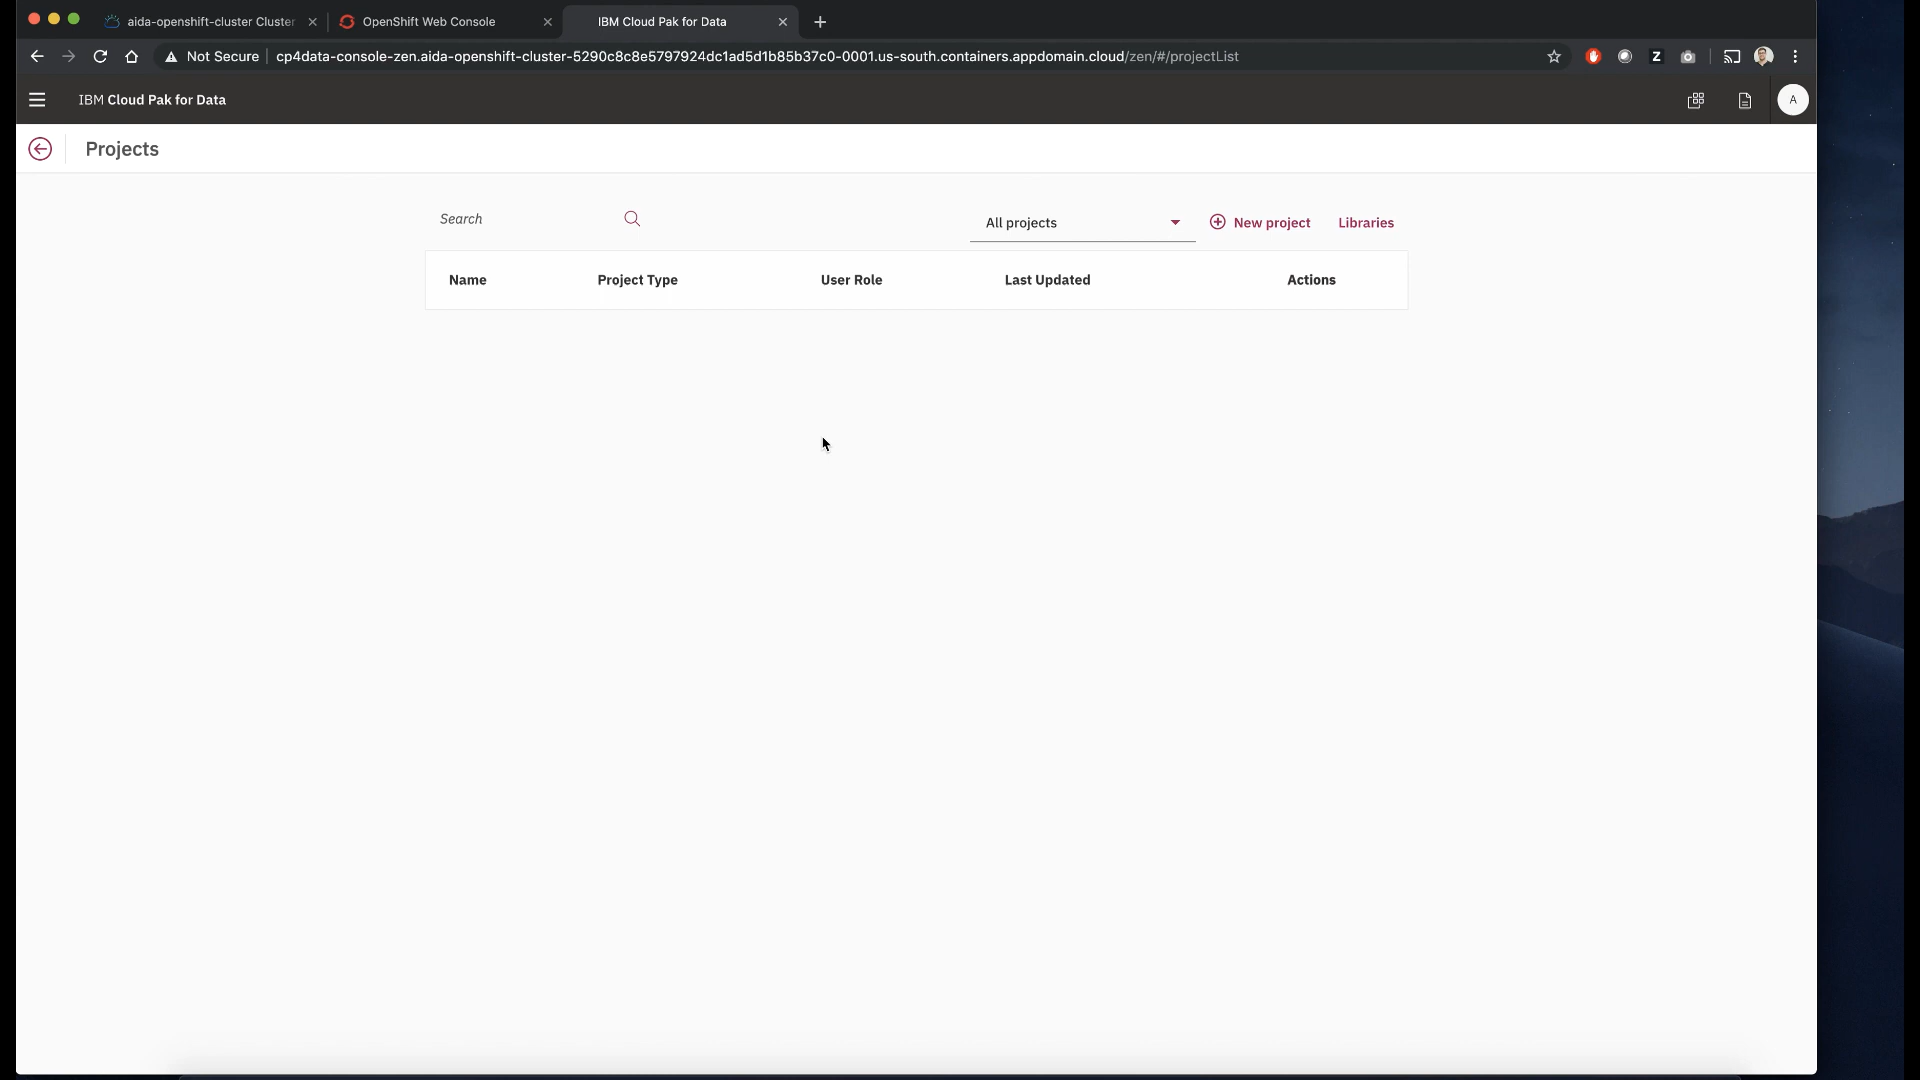 aida-openshift-cluster Cluster
OpenShift Web Console
IBM Cloud Pak for Data
Not Secure
cp4data-console-zen.aida-openshift-cluster-5290c8c8e5797924dc1ad5d1b85b37c0-0001.us-south.containers.appdomain.cloud/zen/#/projectList
Z
IBM Cloud Pak for Data
A
Projects
Search
All projects
New project
Libraries
Name
Project Type
User Role
Last Updated
Actions